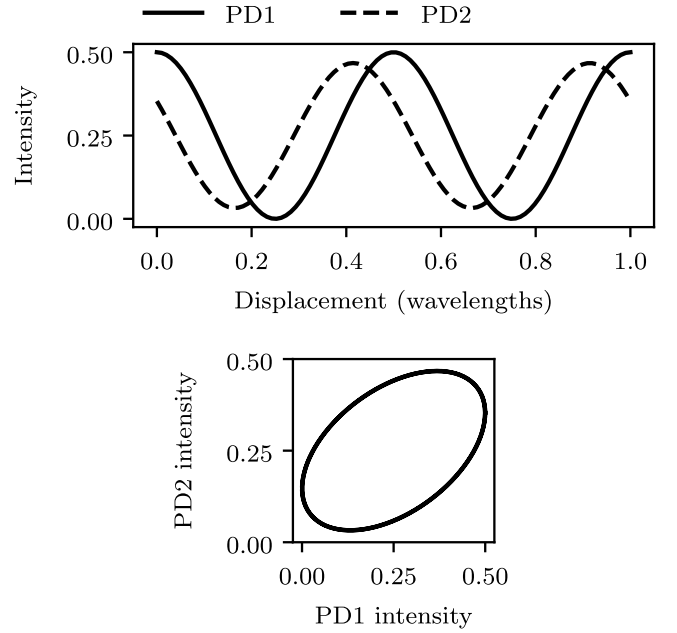 PD1 PD2
Intensity
0.50
0.25
0.00
0.0 0.2 0.4 0.6 0.8 1.0
Displacement (wavelengths)
PD2 intensity
0.50
0.25
0.00
0.00 0.25 0.50
PD1 intensity